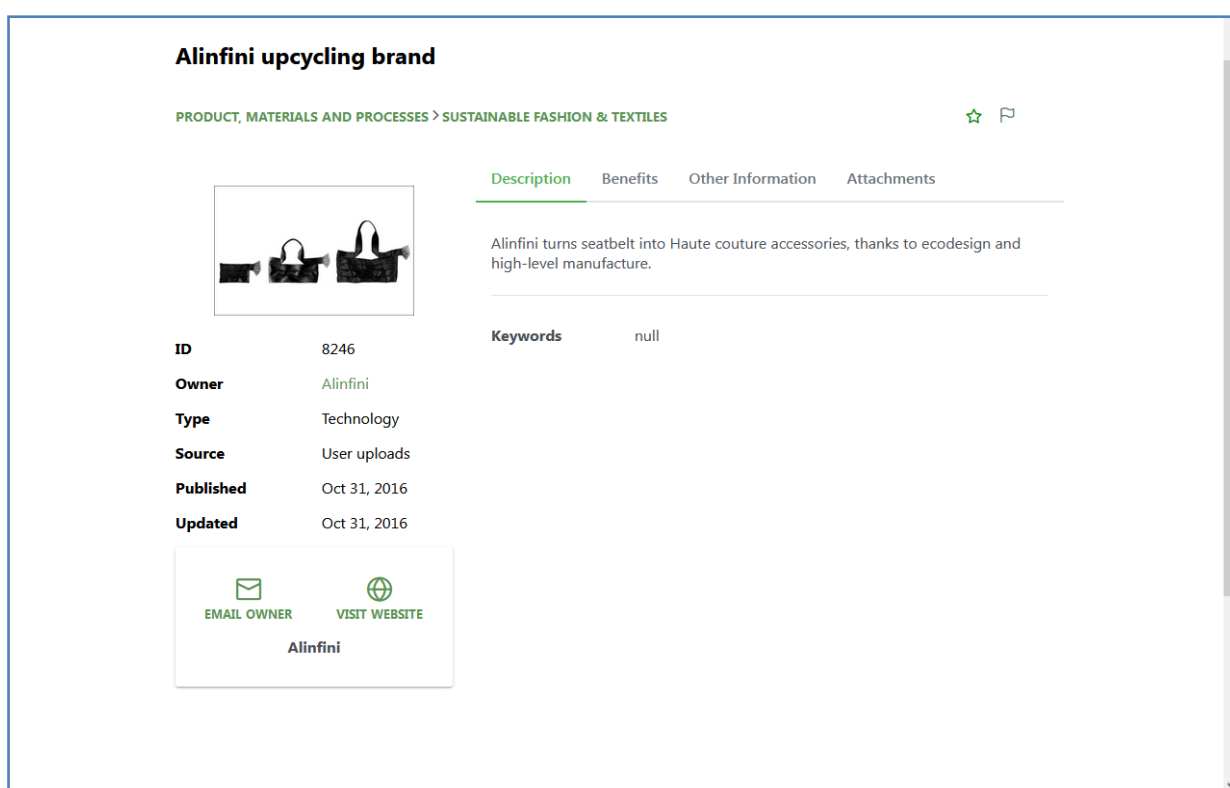 Alinfini upcycling brand
PRODUCT, MATERIALS AND PROCESSES > SUSTAINABLE FASHION & TEXTILES
Description Benefits Other Information Attachments
Alinfini turns seatbelt into Haute couture accessories, thanks to ecodesign and
high-level manufacture.
Keywords null
ID 8246
Owner Alinfini
Type Technology
Source User uploads
Published Oct 31, 2016
Updated Oct 31, 2016
EMAIL OWNER VISIT WEBSITE
Alinfini